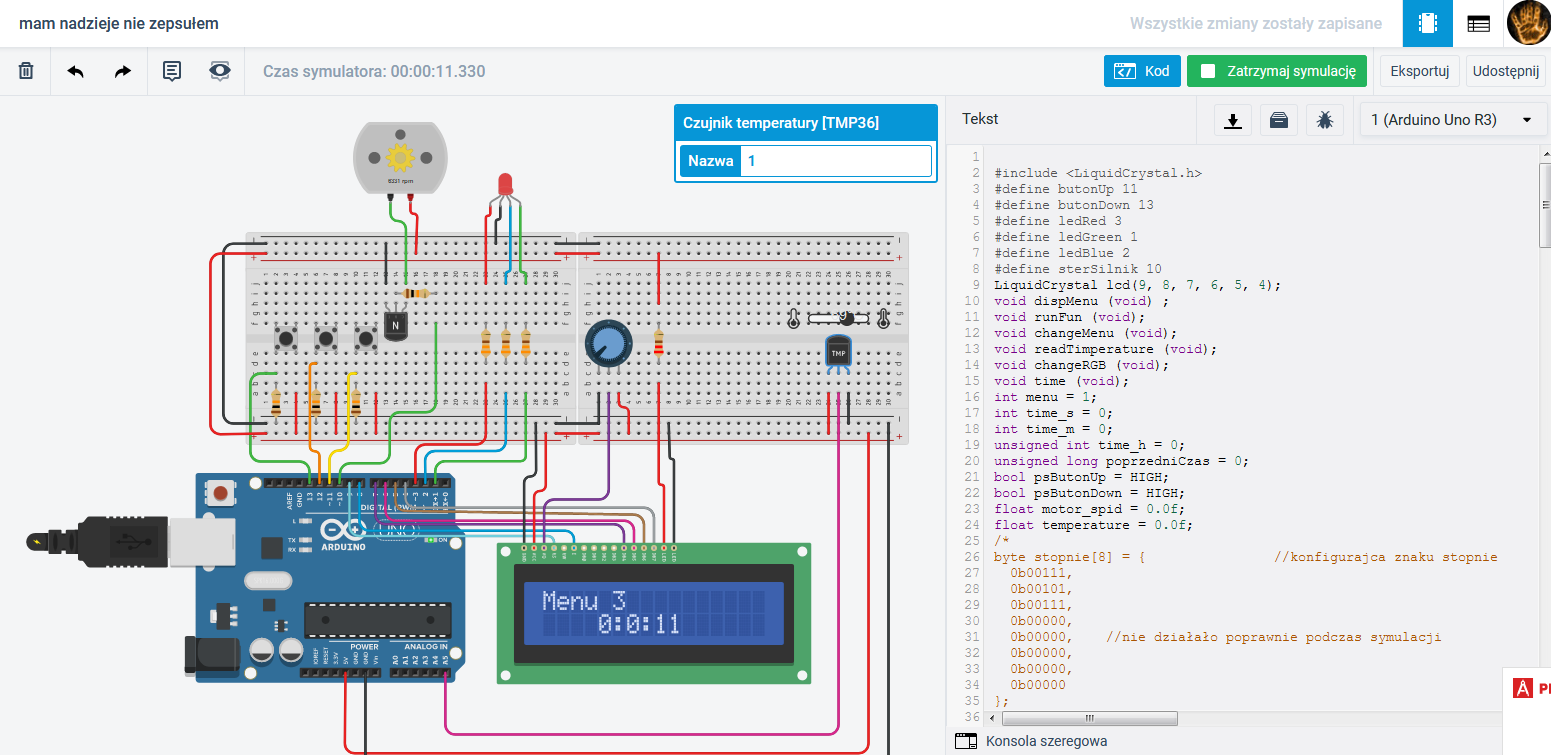 mam nadzieje nie zepsułem
Wszystkie zmiany zostały zapisane
Czas symulatora: 00:00:11.330
Kod
Zatrzymaj symulację
Eksportuj
Udostępnij
Czujnik temperatury [TMP36]
Nazwa 1
Tekst
1 (Arduino Uno R3)
8331 rpm
N
TMP
AREF
GND
13
12
~11
~10
DIGITAL (PWM~)
L
TX
RX
ARDUINO
UNO
ON
POWER
ANALOG IN
IOREF
RESET
3.3V
5V
GND
GND
Vin
A0
A1
A2
A3
A4
A5
Menu 3
0:0:11
1
2 #include <LiquidCrystal.h>
3 #define butonUp 11
4 #define butonDown 13
5 #define ledRed 3
6 #define ledGreen 1
7 #define ledBlue 2
8 #define sterSilnik 10
9 LiquidCrystal lcd(9, 8, 7, 6, 5, 4);
10 void dispMenu (void) ;
11 void runFun (void);
12 void changeMenu (void);
13 void readTimperature (void);
14 void changeRGB (void);
15 void time (void);
16 int menu = 1;
17 int time_s = 0;
18 int time_m = 0;
19 unsigned int time_h = 0;
20 unsigned long poprzedniCzas = 0;
21 bool psButonUp = HIGH;
22 bool psButonDown = HIGH;
23 float motor_spid = 0.0f;
24 float temperature = 0.0f;
25 /*
26 byte stopnie[8] = { //konfigurajca znaku stopnie
27 0b00111,
28 0b00101,
29 0b00111,
30 0b00000,
31 0b00000, //nie działało poprawnie podczas symulacji
32 0b00000,
33 0b00000,
34 0b00000
35 };
36
Konsola szeregowa